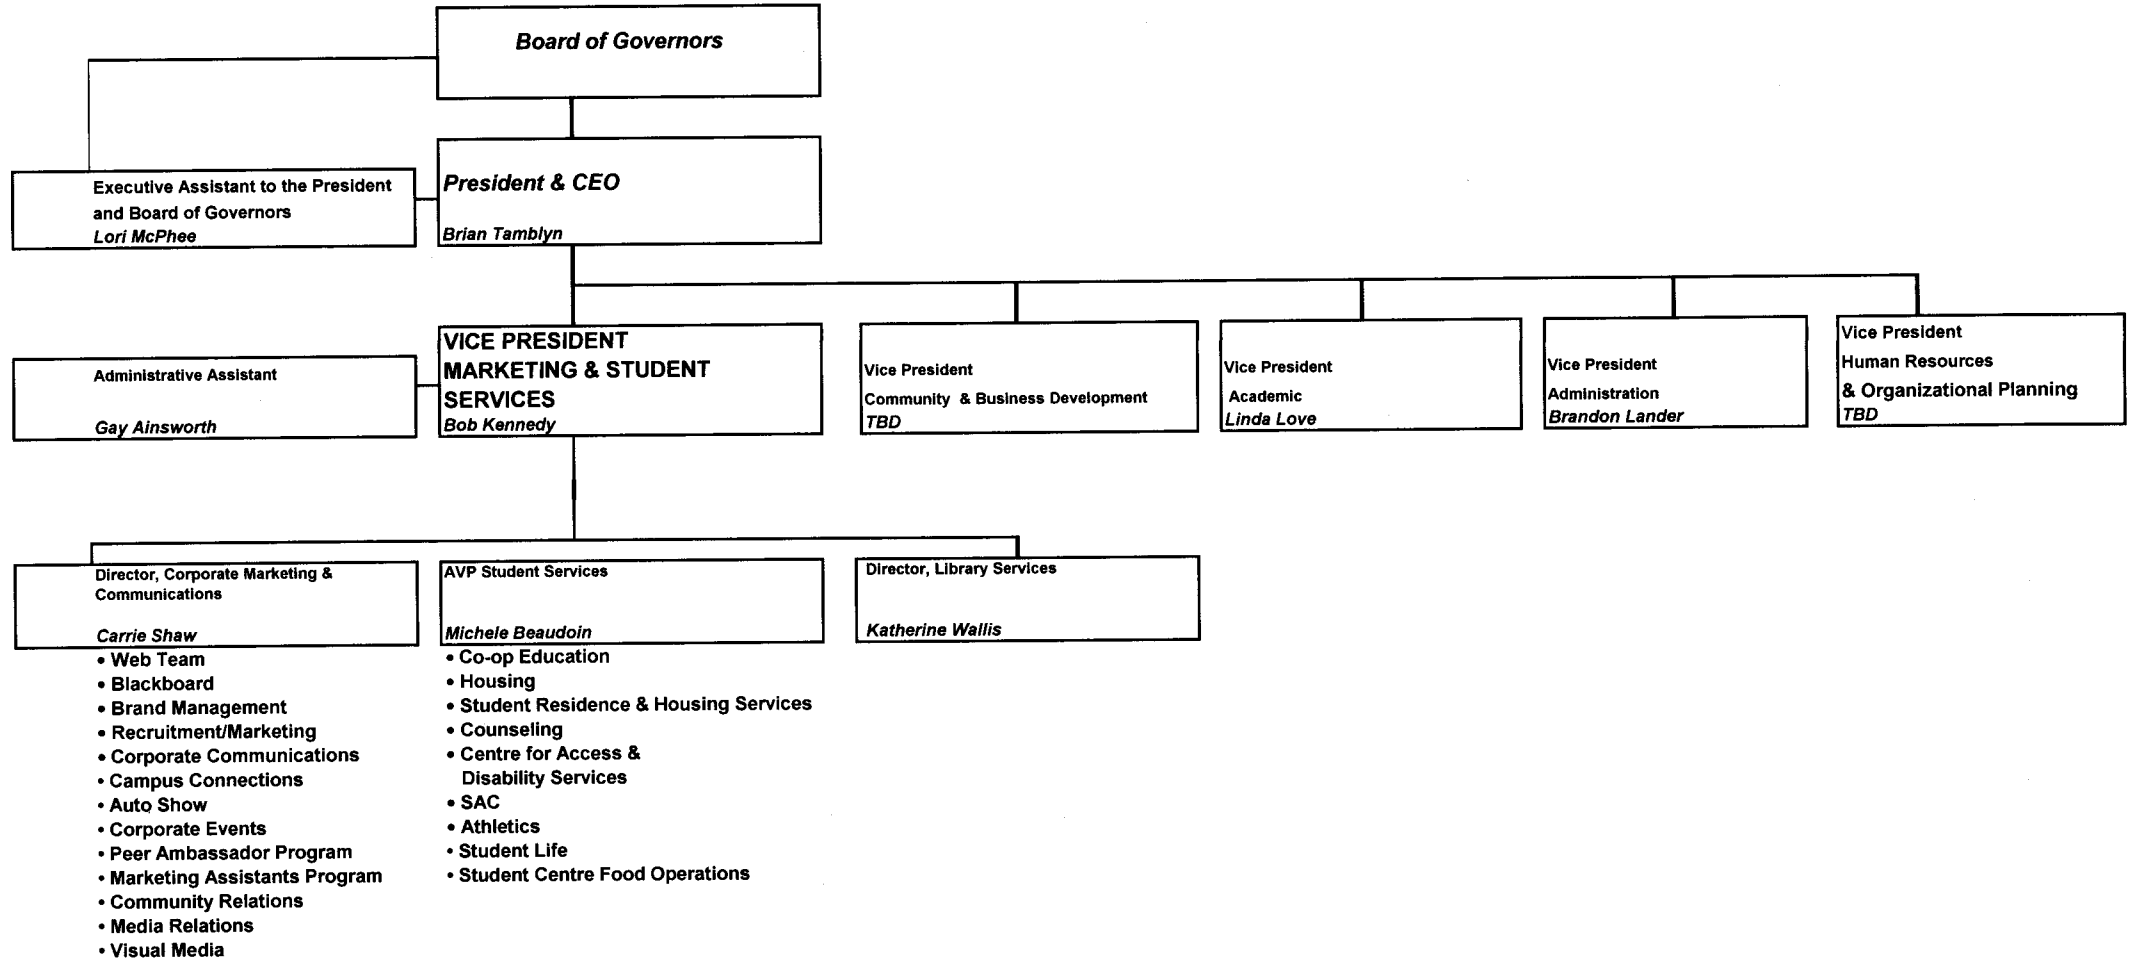 Board of Governors
Executive Assistant to the President
and Board of Governors
Lori McPhee
President & CEO
Brian Tamblyn
Administrative Assistant
Gay Ainsworth
VICE PRESIDENT
MARKETING & STUDENT
SERVICES
Bob Kennedy
Vice President
Community & Business Development
TBD
Vice President
Academic
Linda Love
Vice President
Administration
Brandon Lander
Vice President
Human Resources
& Organizational Planning
TBD
Director, Corporate Marketing &
Communications
Carrie Shaw
• Web Team
• Blackboard
• Brand Management
• Recruitment/Marketing
• Corporate Communications
• Campus Connections
• Auto Show
• Corporate Events
• Peer Ambassador Program
• Marketing Assistants Program
• Community Relations
• Media Relations
• Visual Media
AVP Student Services
Michele Beaudoin
• Co-op Education
• Housing
• Student Residence & Housing Services
• Counseling
• Centre for Access &
Disability Services
• SAC
• Athletics
• Student Life
• Student Centre Food Operations
Director, Library Services
Katherine Wallis